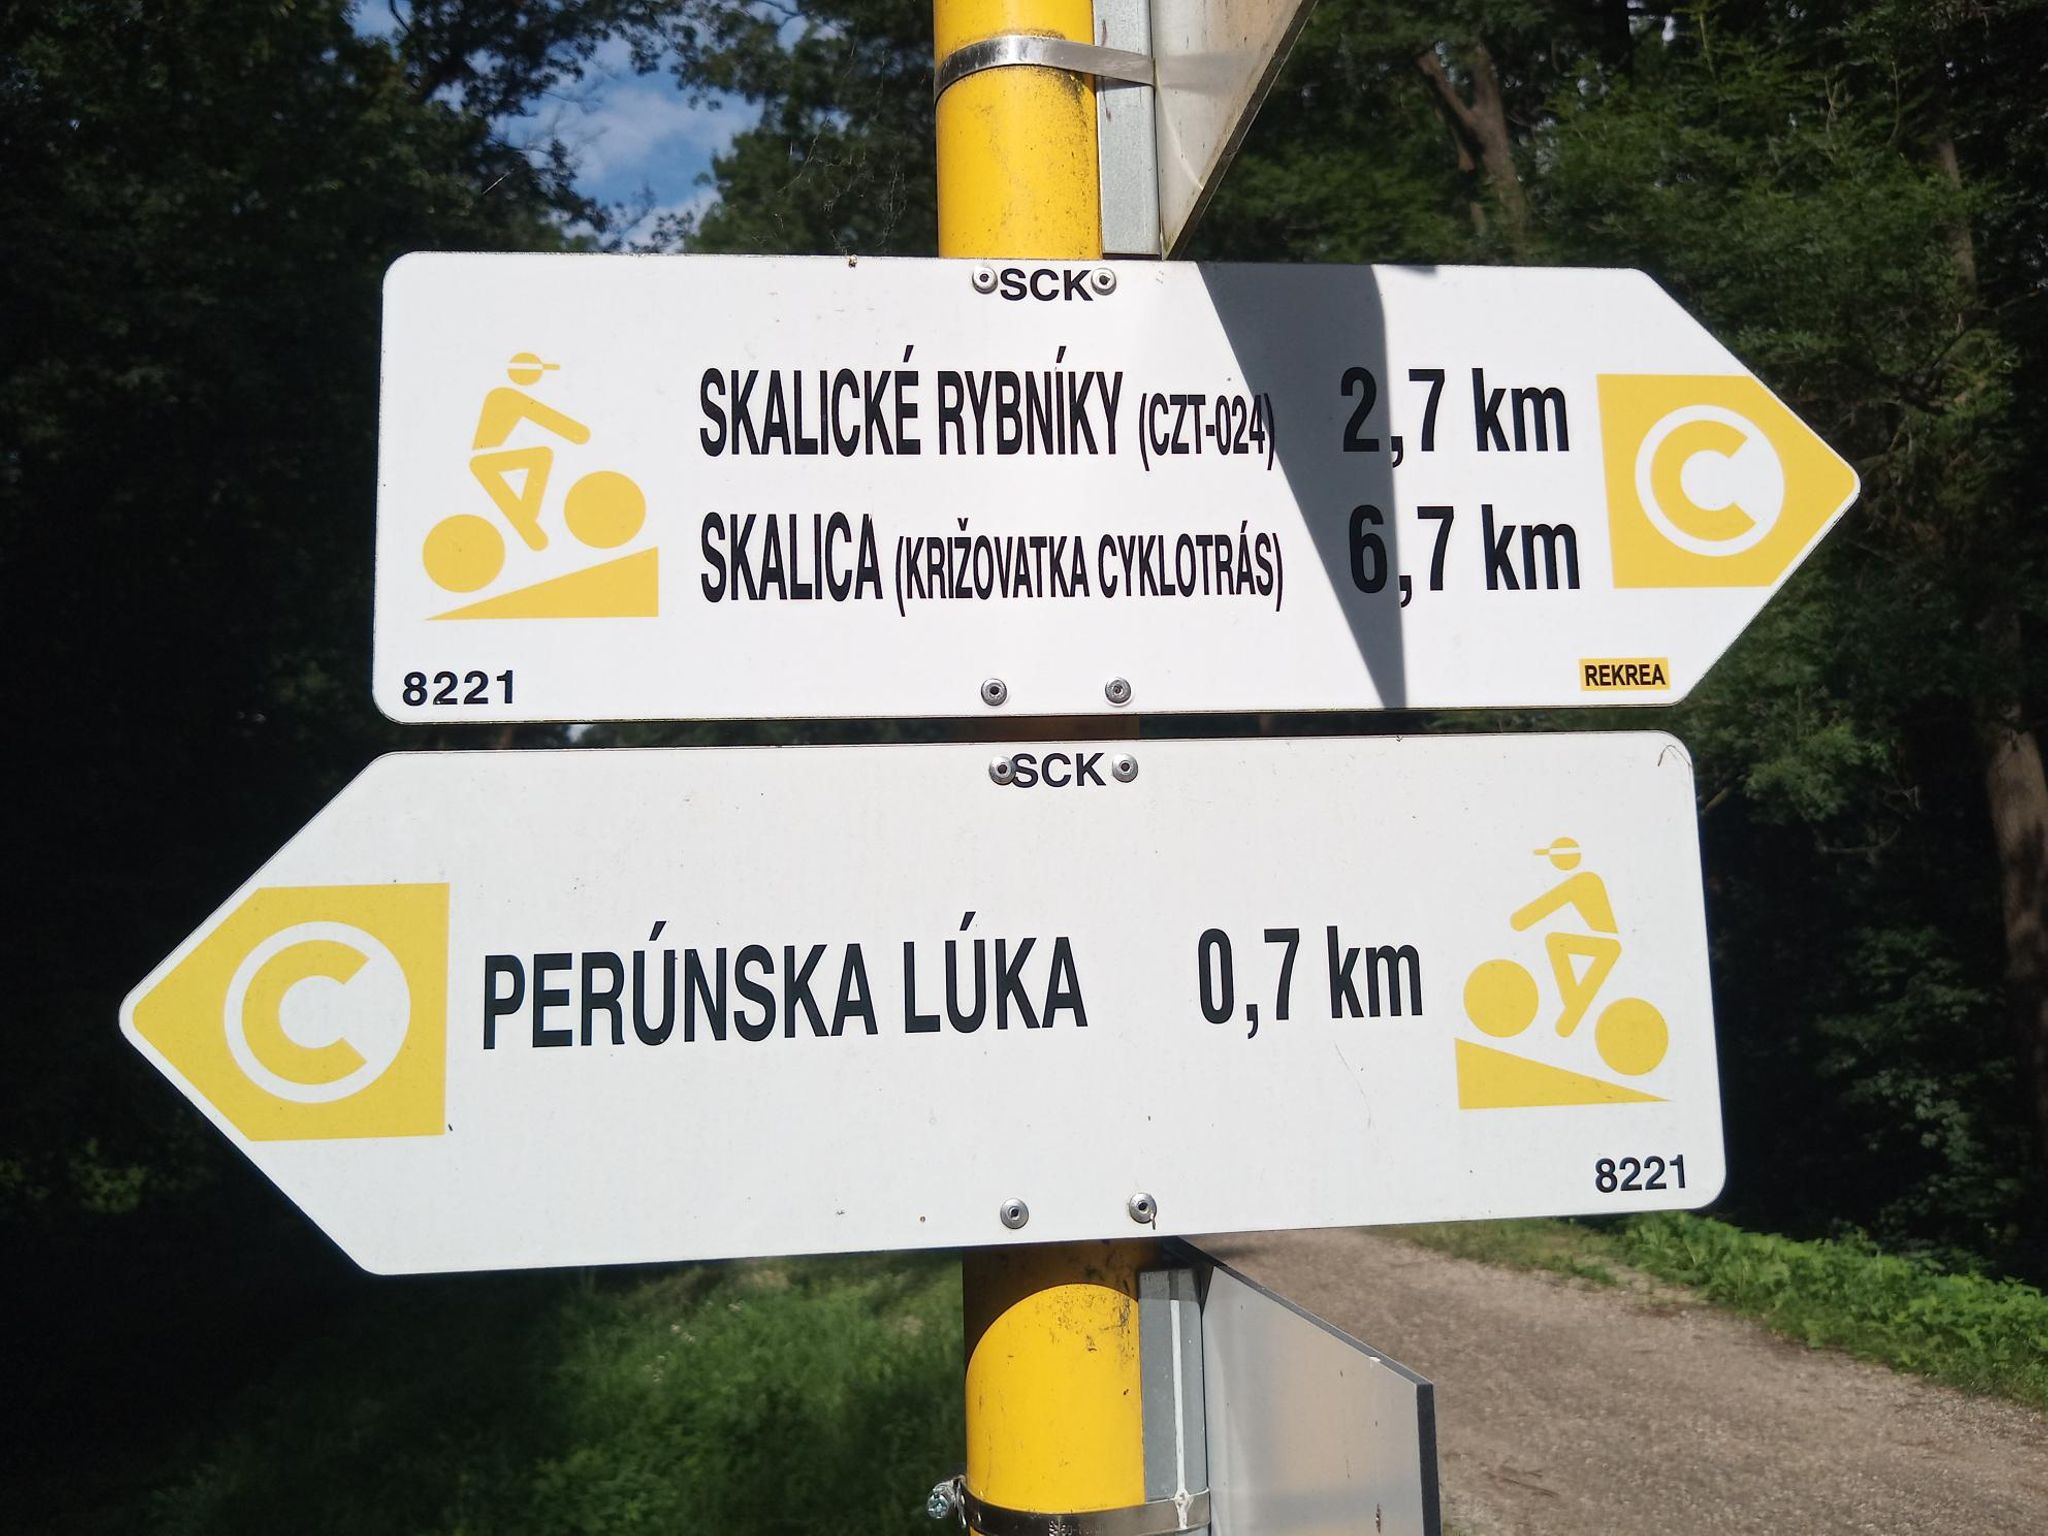 SCK
SKALICKÉ RYBNÍKY (CZT-024) 2,7 km
SKALICA (KRIŽOVATKA CYKLOTRÁS) 6,7 km
C
8221
REKREA
SCK
C
PERÚNSKA LÚKA 0,7 km
8221